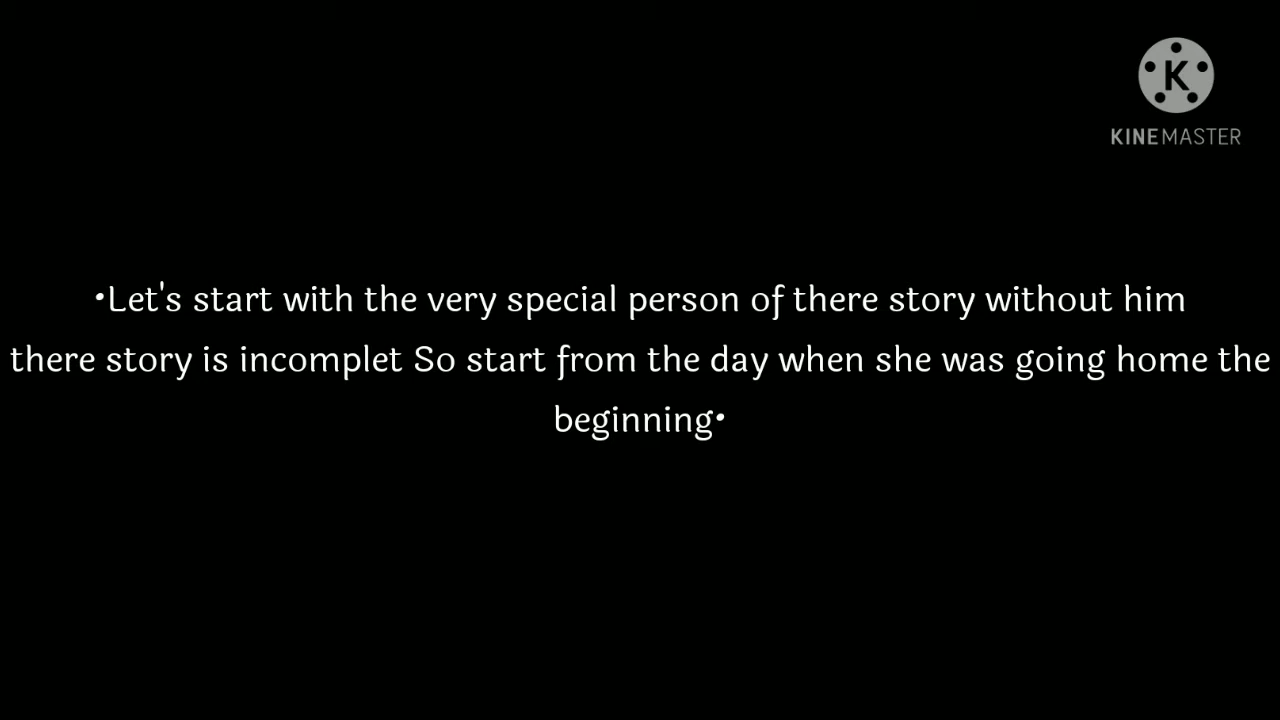 K
KINEMASTER
•Let's start with the very special person of there story without him
there story is incomplet So start from the day when she was going home the
beginning•